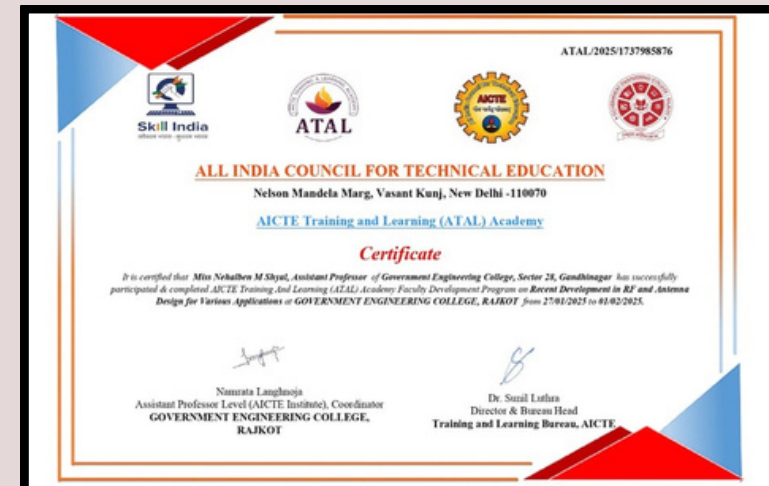 ATAL/2025/1737985876
Skill India
ATAL
AICTE
ALL INDIA COUNCIL FOR TECHNICAL EDUCATION
Nelson Mandela Marg, Vasant Kunj, New Delhi -110070
AICTE Training and Learning (ATAL) Academy
Certificate
It is certified that Miss Nehalben M Shyal, Assistant Professor of Government Engineering College, Sector 28, Gandhinagar has successfully
participated & completed AICTE Training And Learning (ATAL) Academy Faculty Development Program on Recent Development in RF and Antenna
Design for Various Applications at GOVERNMENT ENGINEERING COLLEGE, RAJKOT from 27/01/2025 to 01/02/2025.
Namrata Langhnoja
Assistant Professor Level (AICTE Institute), Coordinator
GOVERNMENT ENGINEERING COLLEGE,
RAJKOT
Dr. Sunil Luthra
Director & Bureau Head
Training and Learning Bureau, AICTE